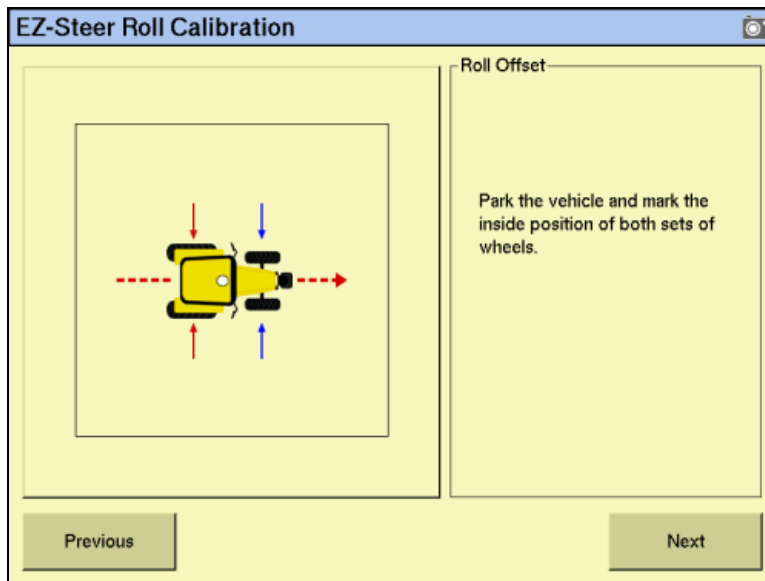 EZ-Steer Roll Calibration
Roll Offset
Park the vehicle and mark the
inside position of both sets of
wheels.
Previous
Next